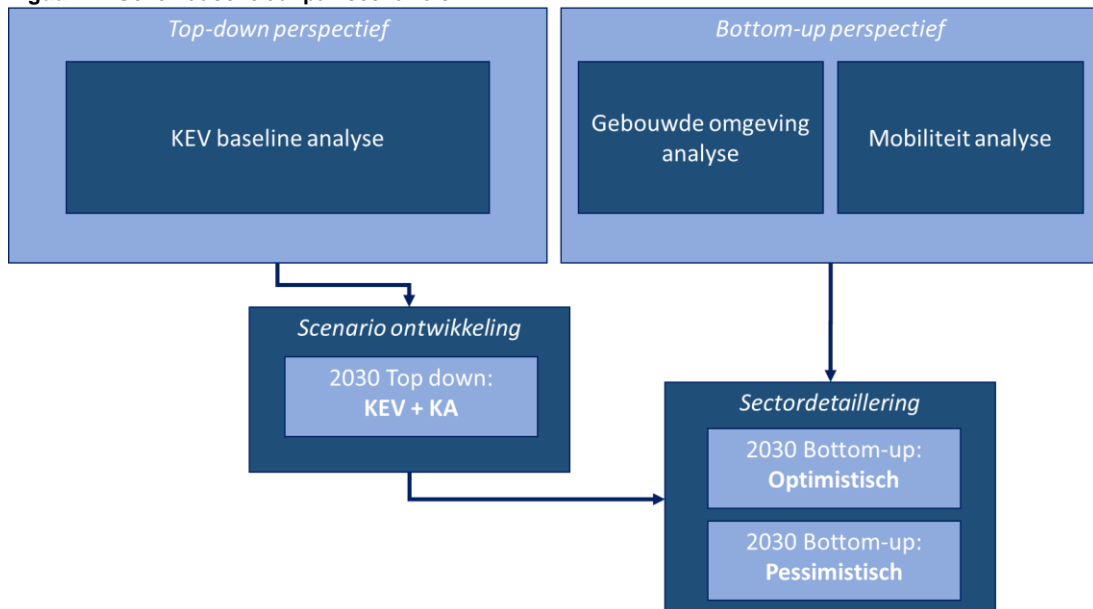 Top-down perspectief
Bottom-up perspectief
KEV baseline analyse
Gebouwde omgeving
analyse
Mobiliteit analyse
Scenario ontwikkeling
2030 Top down:
KEV + KA
Sectordetaillering
2030 Bottom-up:
Optimistisch
2030 Bottom-up:
Pessimistisch